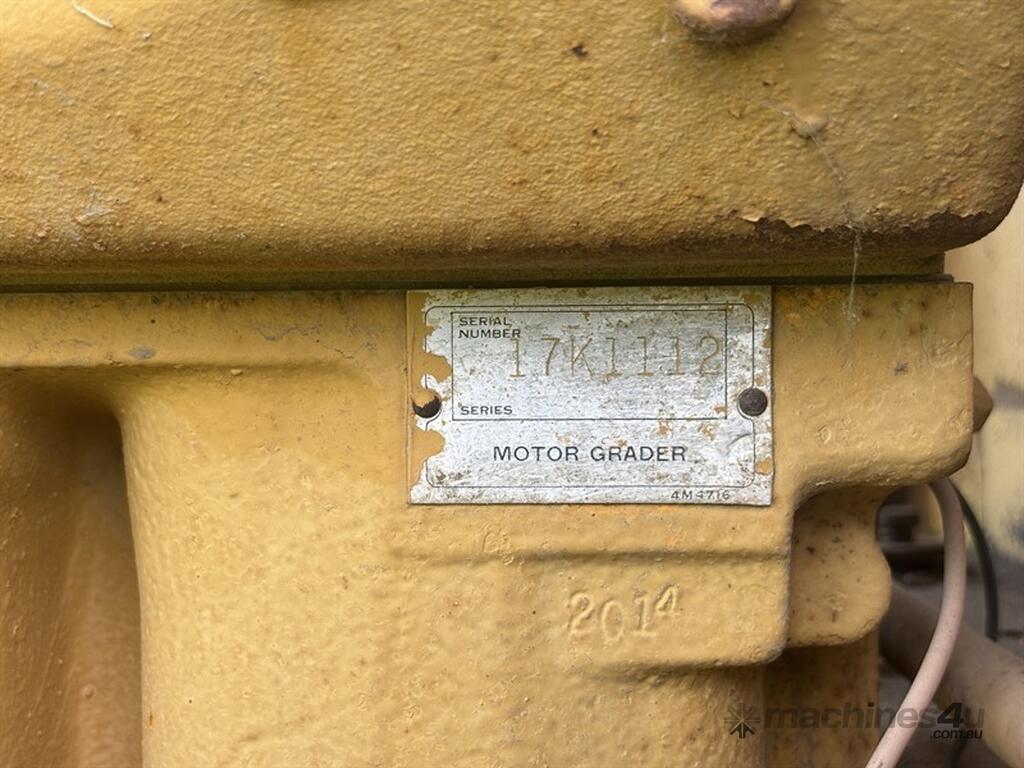 SERIAL
NUMBER
17K1112
SERIES
MOTOR GRADER
4M4716
2014
machines4u
.com.au